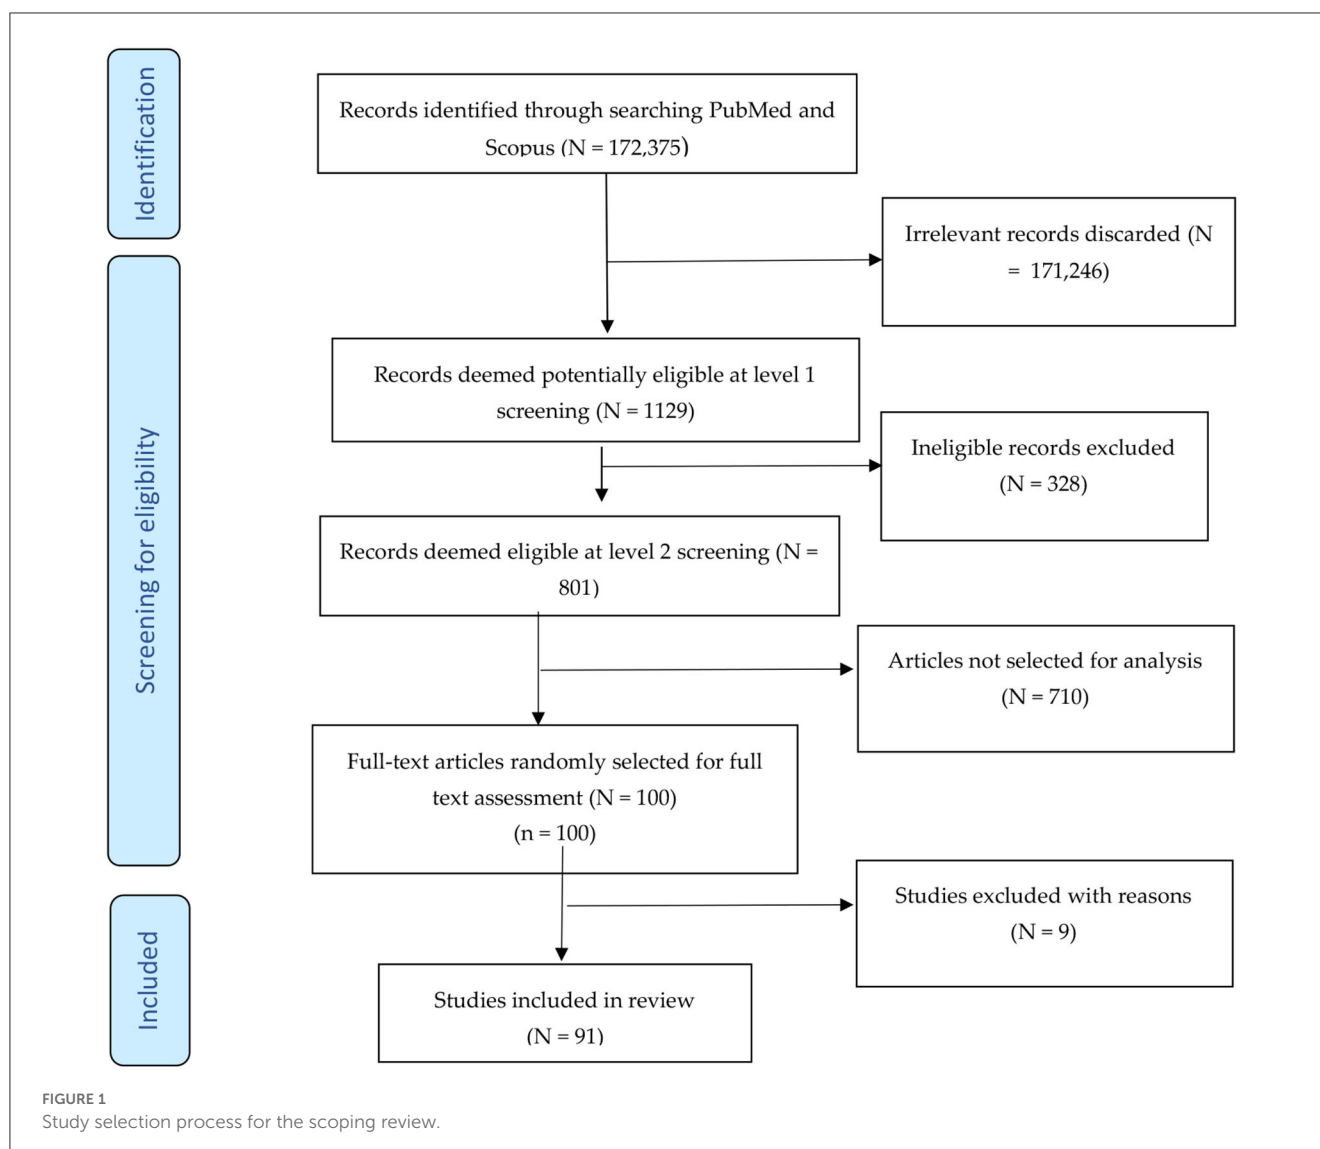 Identification
Records identified through searching PubMed and
Scopus (N = 172,375)
Irrelevant records discarded (N
= 171,246)
Screening for eligibility
Records deemed potentially eligible at level 1
screening (N = 1129)
Ineligible records excluded
(N = 328)
Records deemed eligible at level 2 screening (N =
801)
Articles not selected for analysis
(N = 710)
Full-text articles randomly selected for full
text assessment (N = 100)
(n = 100)
Studies excluded with reasons
(N = 9)
Included
Studies included in review
(N = 91)
FIGURE 1
Study selection process for the scoping review.